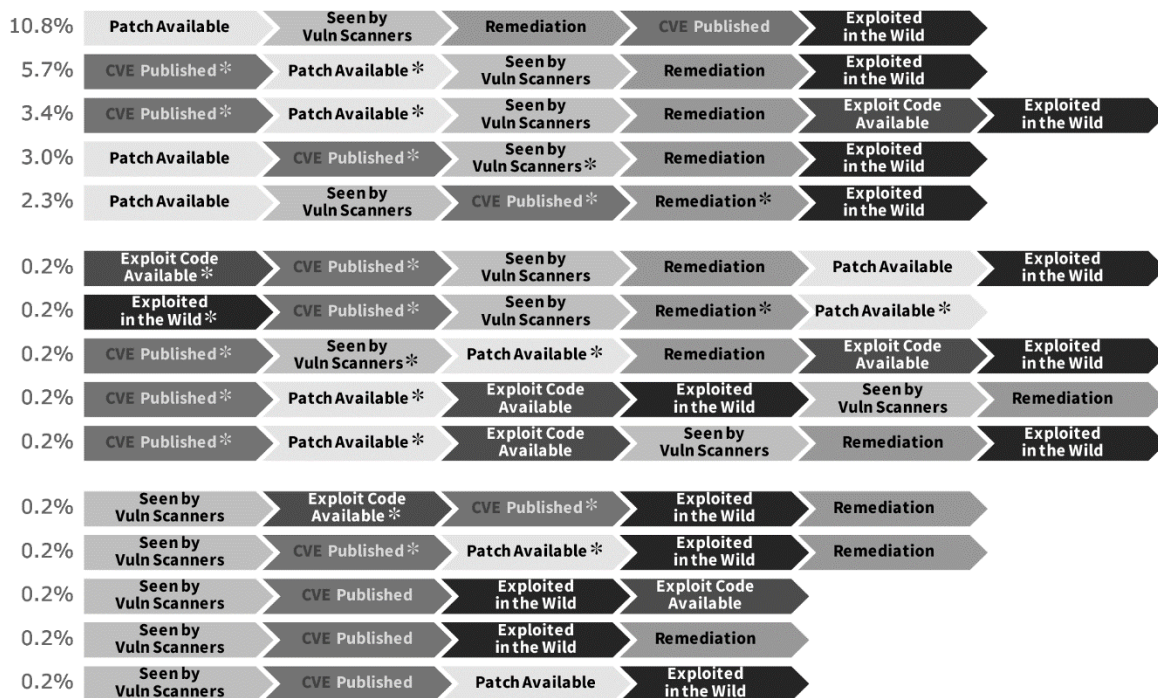 10.8% Patch Available Seen by Vuln Scanners Remediation CVE Published Exploited in the Wild
5.7% CVE Published* Patch Available* Seen by Vuln Scanners Remediation Exploited in the Wild
3.4% CVE Published* Patch Available* Seen by Vuln Scanners Remediation Exploit Code Available Exploited in the Wild
3.0% Patch Available CVE Published* Seen by Vuln Scanners* Remediation Exploited in the Wild
2.3% Patch Available Seen by Vuln Scanners CVE Published* Remediation* Exploited in the Wild
0.2% Exploit Code Available* CVE Published* Seen by Vuln Scanners Remediation Patch Available Exploited in the Wild
0.2% Exploited in the Wild* CVE Published* Seen by Vuln Scanners Remediation* Patch Available*
0.2% CVE Published* Seen by Vuln Scanners* Patch Available* Remediation Exploit Code Available Exploited in the Wild
0.2% CVE Published* Patch Available* Exploit Code Available Exploited in the Wild Seen by Vuln Scanners Remediation
0.2% CVE Published* Patch Available* Exploit Code Available Seen by Vuln Scanners Remediation Exploited in the Wild
0.2% Seen by Vuln Scanners Exploit Code Available* CVE Published* Exploited in the Wild Remediation
0.2% Seen by Vuln Scanners CVE Published* Patch Available* Exploited in the Wild Remediation
0.2% Seen by Vuln Scanners CVE Published Exploited in the Wild Exploit Code Available
0.2% Seen by Vuln Scanners CVE Published Exploited in the Wild Remediation
0.2% Seen by Vuln Scanners CVE Published Patch Available Exploited in the Wild